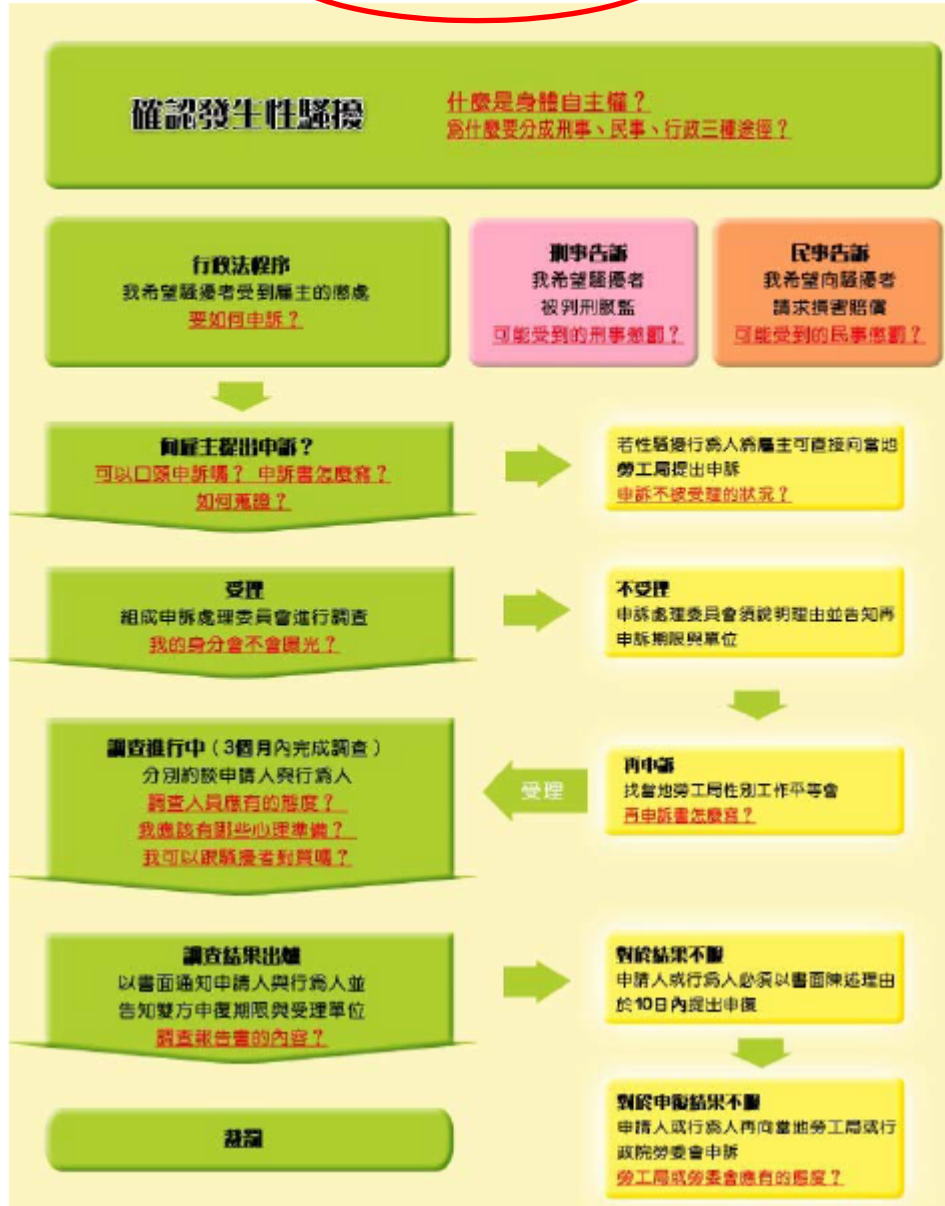 確認發生性騷擾
什麼是身體自主權？
為什麼要分成刑事、民事、行政三種途徑？
行政法程序
我希望騷擾者受到雇主的懲處
要如何申訴？
刑事告訴
我希望騷擾者
被判刑服監
可能受到的刑事懲罰？
民事告訴
我希望向騷擾者
請求損害賠償
可能受到的民事懲罰？
向雇主提出申訴？
可以口頭申訴嗎？ 申訴書怎麼寫？
如何蒐證？
若性騷擾行為人為雇主可直接向當地
勞工局提出申訴
申訴不被受理的狀況？
受理
組成申訴處理委員會進行調查
我的身分會不會曝光？
不受理
申訴處理委員會須說明理由並告知再
申訴期限與單位
調查進行中（3個月內完成調查）
分別約談申請人與行為人
調查人員應有的態度？
我應該有哪些心理準備？
我可以跟騷擾者對質嗎？
受理
再申訴
找當地勞工局性別工作平等會
再申訴書怎麼寫？
調查結果出爐
以書面通知申請人與行為人並
告知雙方申復期限與受理單位
調查報告書的內容？
對於結果不服
申請人或行為人必須以書面陳述理由
於10日內提出申復
裁罰
對於申復結果不服
申請人或行為人再向當地勞工局或行
政院勞委會申訴
勞工局或勞委會應有的態度？